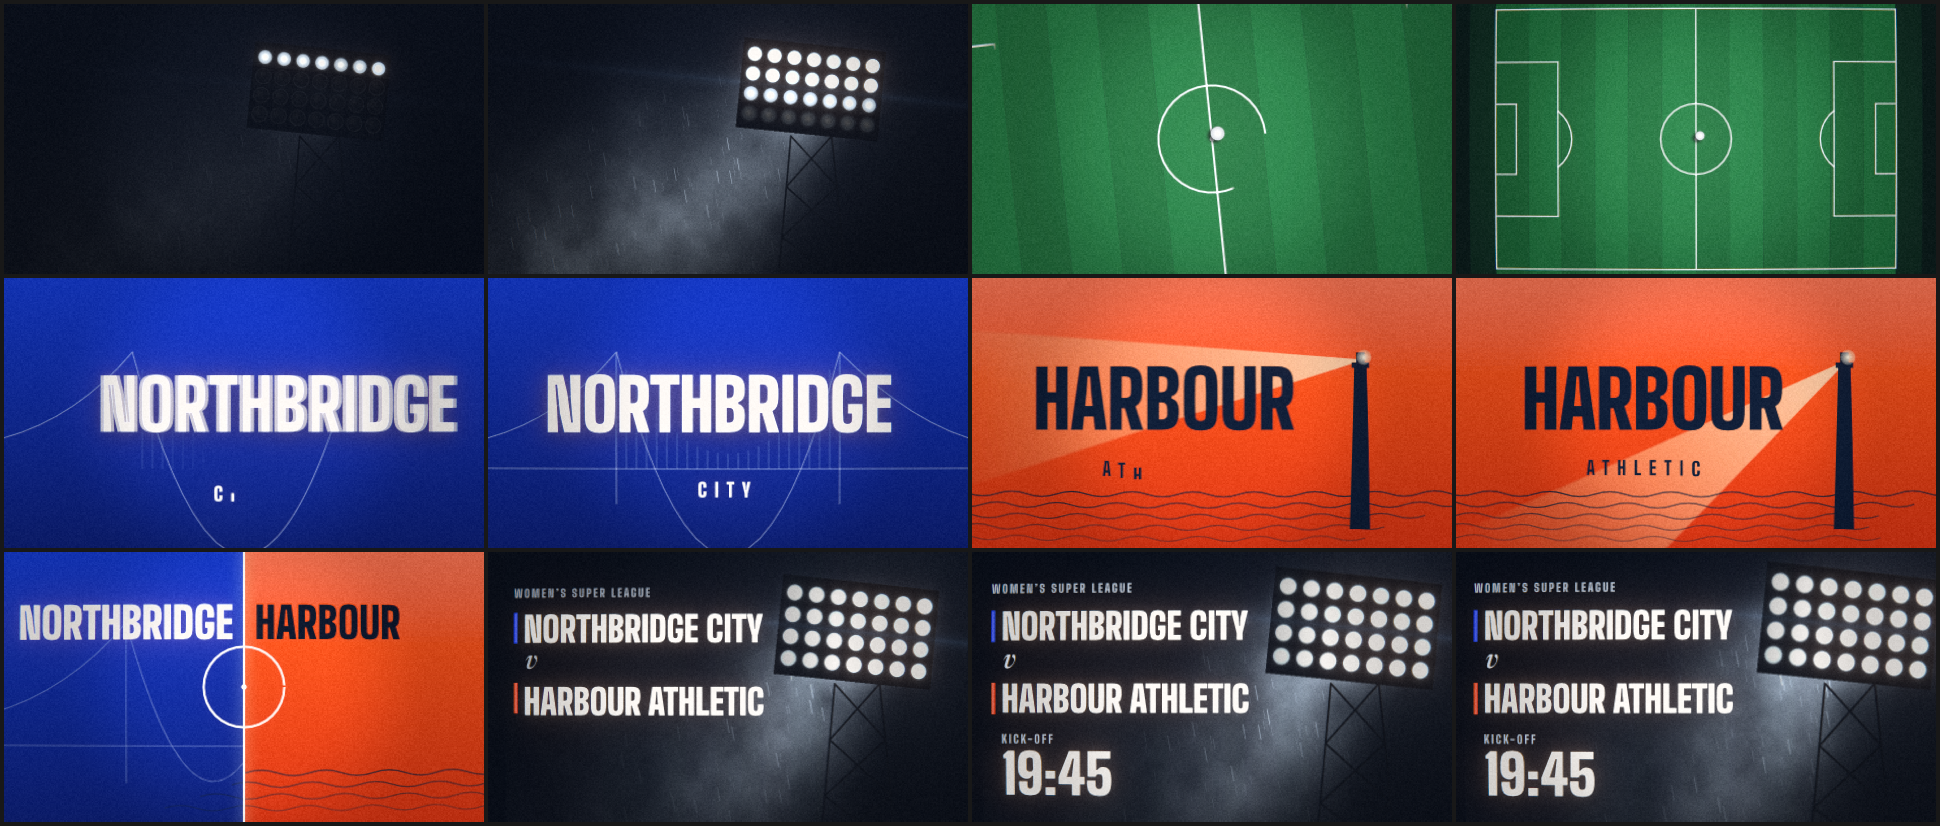 NORTHBRIDGE
C
NORTHBRIDGE
CITY
HARBOUR
ATH
HARBOUR
ATHLETIC
NORTHBRIDGE HARBOUR
WOMEN'S SUPER LEAGUE
NORTHBRIDGE CITY
v
HARBOUR ATHLETIC
WOMEN'S SUPER LEAGUE
NORTHBRIDGE CITY
v
HARBOUR ATHLETIC
KICK-OFF
19:45
WOMEN'S SUPER LEAGUE
NORTHBRIDGE CITY
v
HARBOUR ATHLETIC
KICK-OFF
19:45